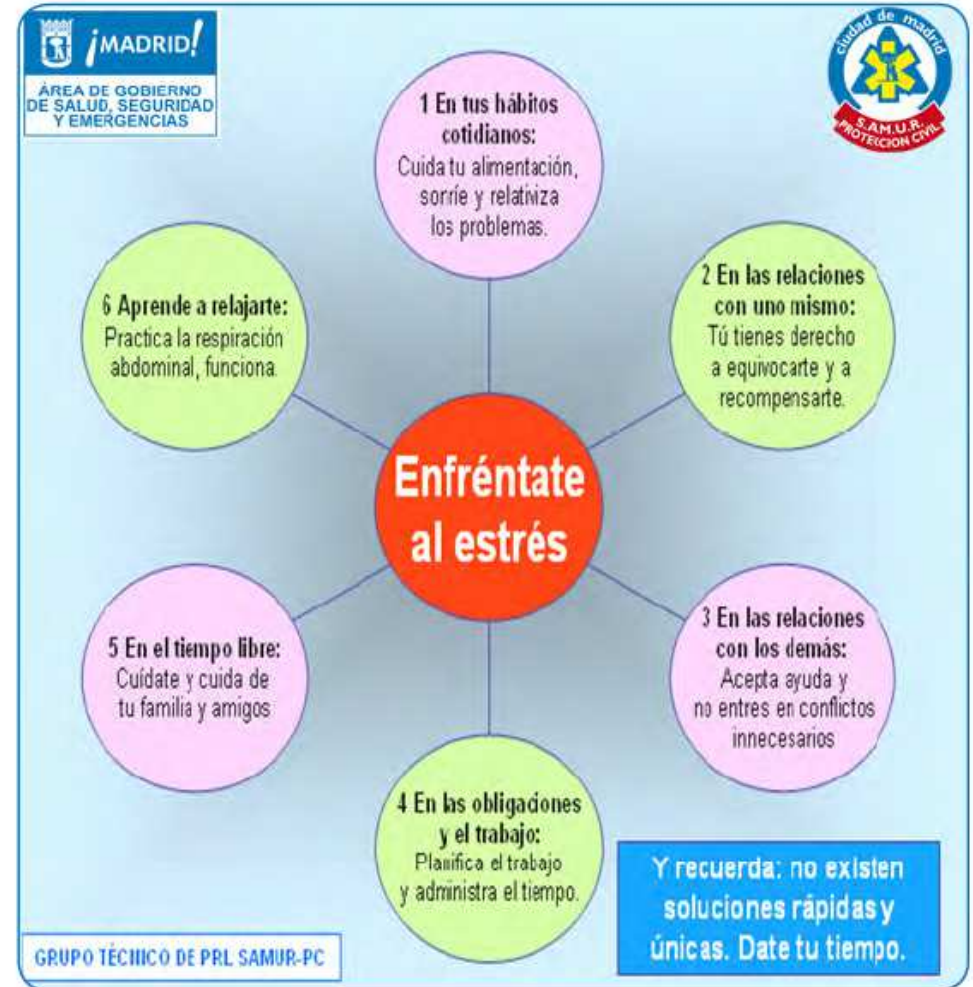 ¡MADRID!
ÁREA DE GOBIERNO
DE SALUD, SEGURIDAD
Y EMERGENCIAS
ciudad de madrid
S.A.M.U.R.
PROTECCION CIVIL
1 En tus hábitos
cotidianos:
Cuida tu alimentación,
sorríe y relativiza
los problemas.
2 En las relaciones
con uno mismo:
Tú tienes derecho
a equivocarte y a
recompensarte.
3 En las relaciones
con los demás:
Acepta ayuda y
no entres en conflictos
innecesarios
4 En las obligaciones
y el trabajo:
Planifica el trabajo
y administra el tiempo.
5 En el tiempo libre:
Cuídate y cuida de
tu familia y amigos
6 Aprende a relajarte:
Practica la respiración
abdominal, funciona
Enfréntate
al estrés
Y recuerda: no existen
soluciones rápidas y
únicas. Date tu tiempo.
GRUPO TÉCNICO DE PRL SAMUR-PC